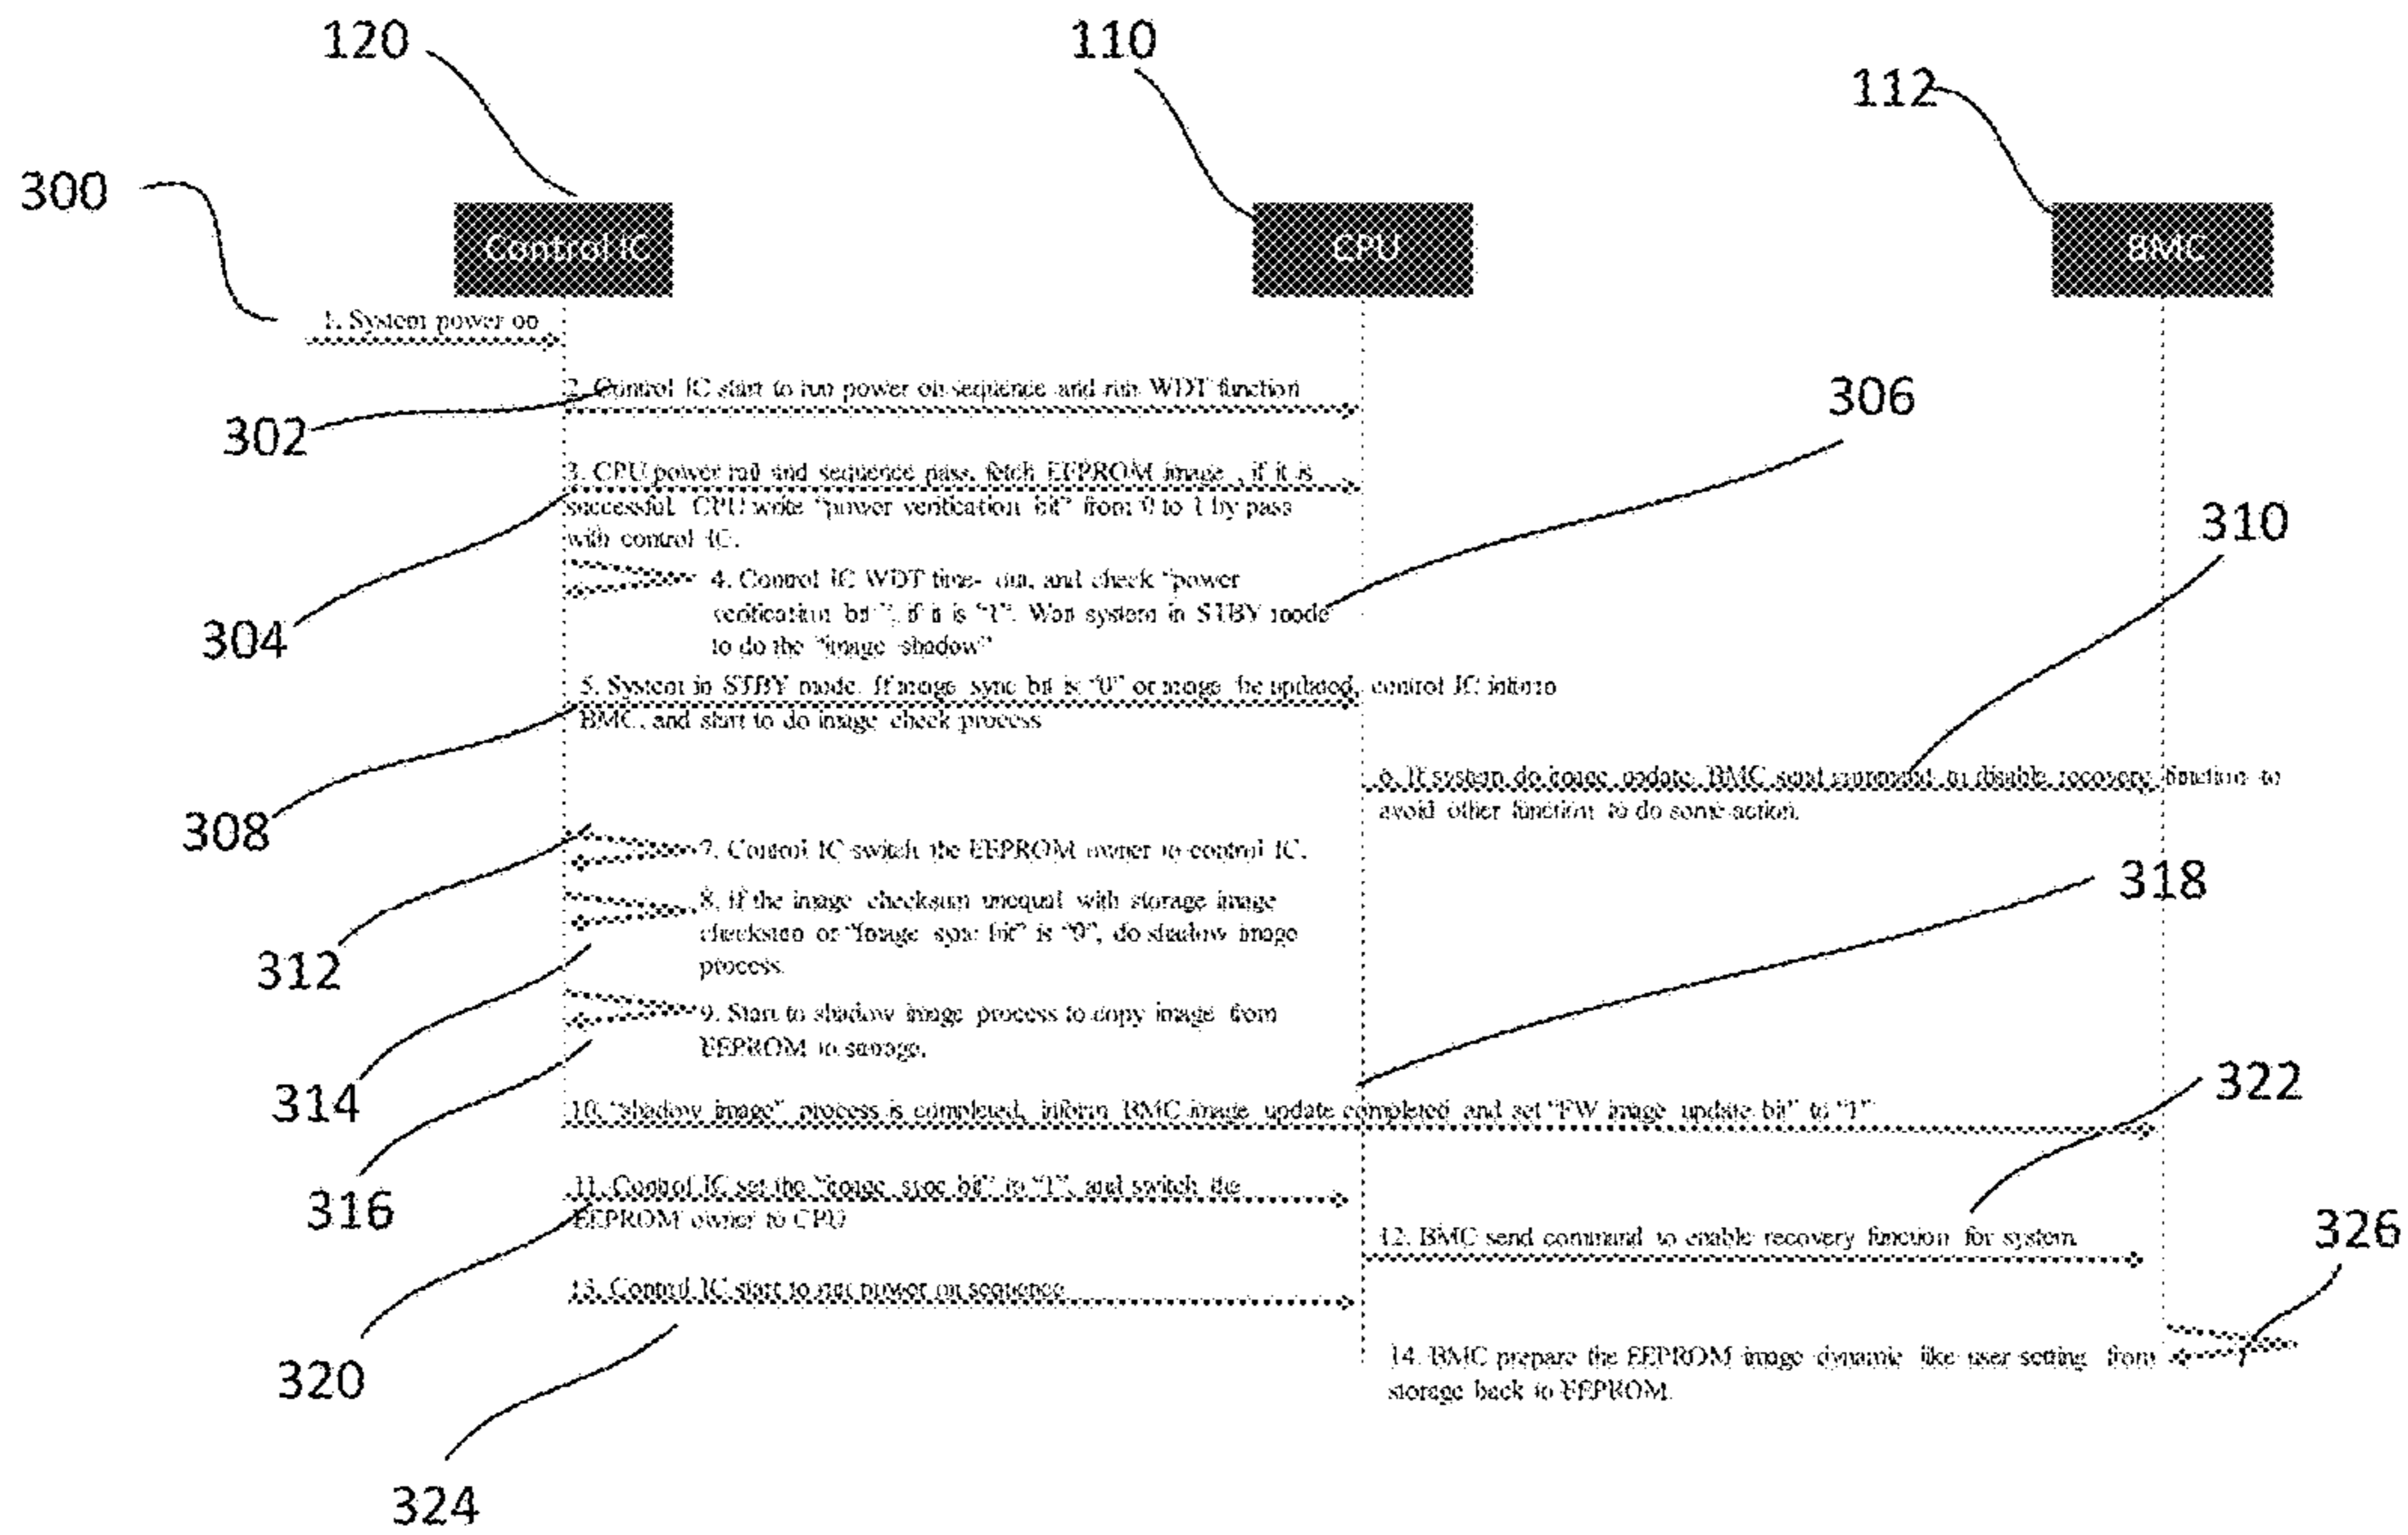 120
110
112
300
Control IC
CPU
BMC
1. System power on
2. Control IC start to run power on sequence and run WDT function
302
306
3. CPU power rail and sequence pass, fetch EEPROM image , if it is
successful. CPU write "power verification bit" from 0 to 1 by pass
with control IC.
310
304
4. Control IC WDT time- out, and check "power
verification bit", if it is "1". Wait system in STBY mode
to do the "image shadow"
5. System in STBY mode. If image sync bit is "0" or image be updated, control IC inform
BMC, and start to do image check process
308
6. If system do image update, BMC send command to disable recovery function to
avoid other function to do some action.
7. Control IC switch the EEPROM owner to control IC.
312
318
8. If the image checksum unequal with storage image
checksum or "Image sync bit" is "0", do shadow image
process.
314
9. Start to shadow image process to copy image from
EEPROM to storage.
316
322
10. "shadow image" process is completed, inform BMC image update completed and set "FW image update bit" to "1"
11. Control IC set the "image sync bit" to "1", and switch the
EEPROM owner to CPU
320
12. BMC send command to enable recovery function for system
326
13. Control IC start to run power on sequence
324
14. BMC prepare the EEPROM image dynamic like user setting from
storage back to EEPROM.